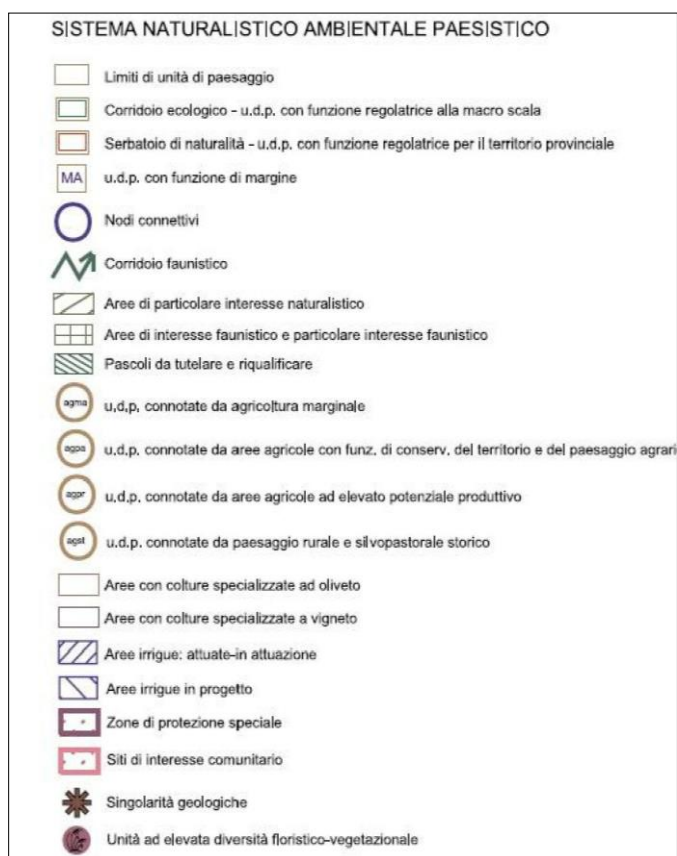 SISTEMA NATURALISTICO AMBIENTALE PAESISTICO
Limiti di unità di paesaggio
Corridoio ecologico - u.d.p. con funzione regolatrice alla macro scala
Serbatoio di naturalità - u.d.p. con funzione regolatrice per il territorio provinciale
MA u.d.p. con funzione di margine
Nodi connettivi
Corridoio faunistico
Aree di particolare interesse naturalistico
Aree di interesse faunistico e particolare interesse faunistico
Pascoli da tutelare e riqualificare
agma u.d.p. connotate da agricoltura marginale
agpa u.d.p. connotate da aree agricole con funz. di conserv. del territorio e del paesaggio agrari
agpr u.d.p. connotate da aree agricole ad elevato potenziale produttivo
agst u.d.p. connotate da paesaggio rurale e silvopastorale storico
Aree con colture specializzate ad oliveto
Aree con colture specializzate a vigneto
Aree irrigue: attuate-in attuazione
Aree irrigue in progetto
Zone di protezione speciale
Siti di interesse comunitario
Singolarità geologiche
Unità ad elevata diversità floristico-vegetazionale